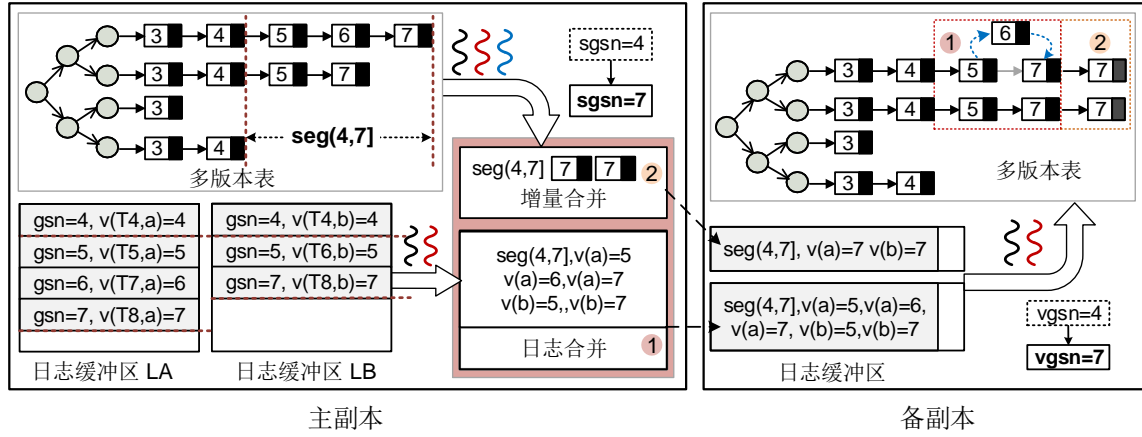 3 4 5 6 7
3 4 5 7
3
3 4
seg(4,7]
多版本表
sgsn=4
sgsn=7
gsn=4, v(T4,a)=4
gsn=5, v(T5,a)=5
gsn=6, v(T7,a)=6
gsn=7, v(T8,a)=7
日志缓冲区 LA
gsn=4, v(T4,b)=4
gsn=5, v(T6,b)=5
gsn=7, v(T8,b)=7
日志缓冲区 LB
seg(4,7] 7 7 2
增量合并
seg(4,7],v(a)=5
v(a)=6,v(a)=7
v(b)=5,,v(b)=7
日志合并 1
主副本
1 6 2
3 4 5 7 7
3 4 5 7 7
3
3 4
多版本表
seg(4,7], v(a)=7 v(b)=7
seg(4,7],v(a)=5,v(a)=6,
v(a)=7, v(b)=5,v(b)=7
日志缓冲区
vgsn=4
vgsn=7
备副本